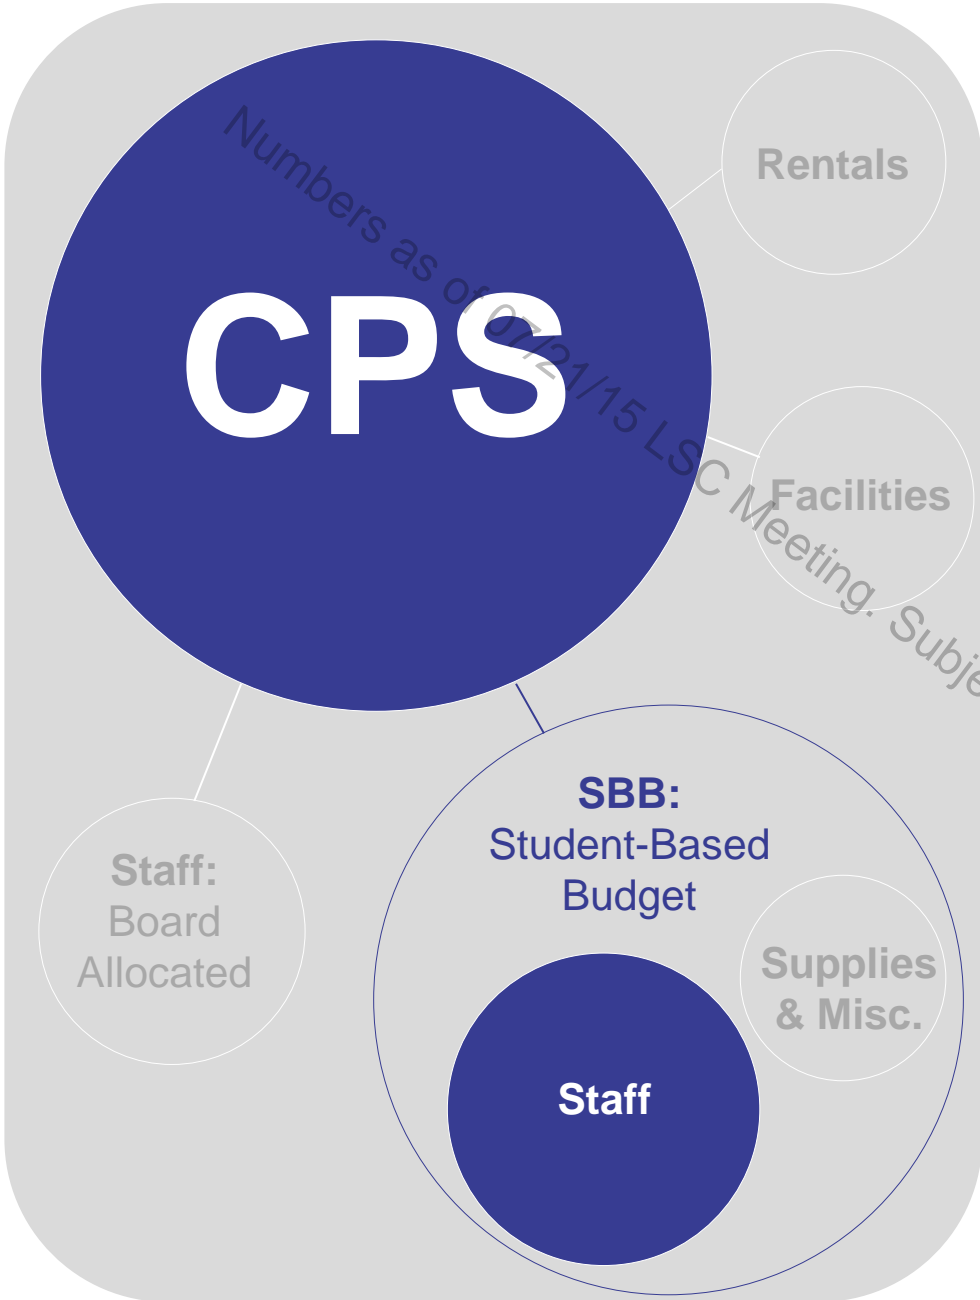 CPS
Rentals
Facilities
SBB:
Student-Based
Budget
Staff:
Board
Allocated
Supplies
& Misc.
Staff
Numbers as of 07/21/15 LSC Meeting.